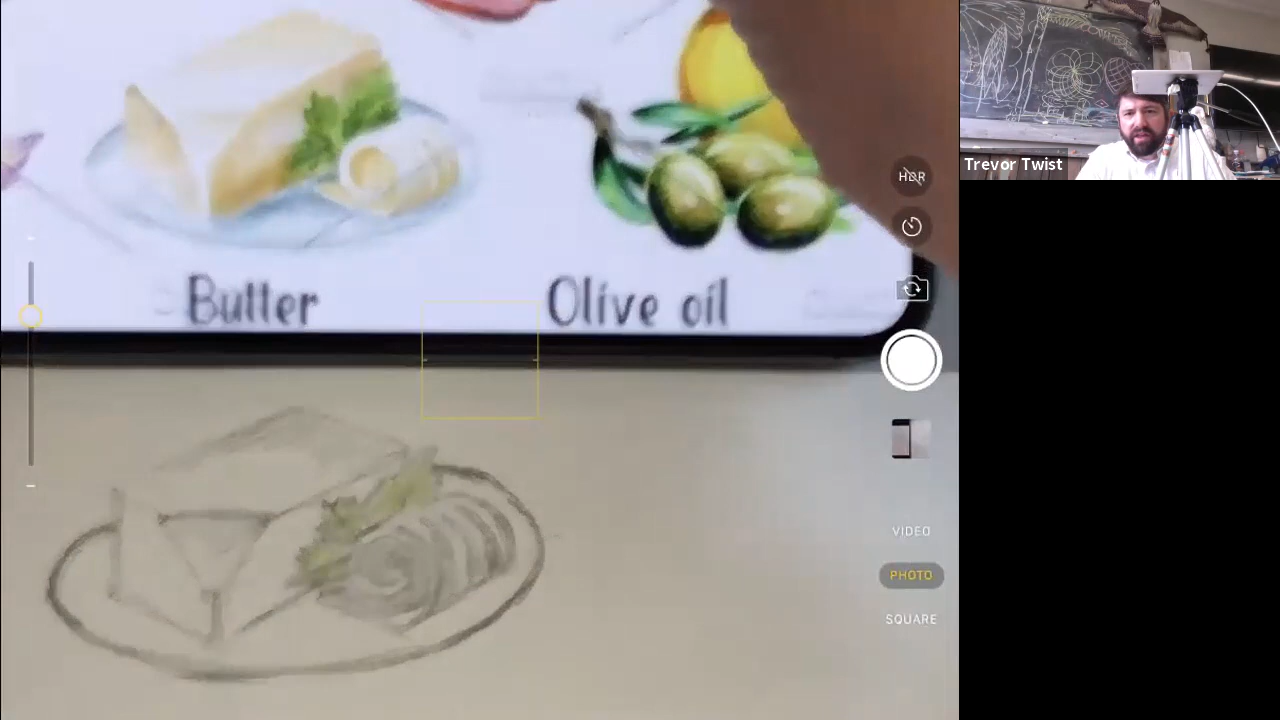 Butter
Olive oil
HDR
VIDEO
PHOTO
SQUARE
Trevor Twist